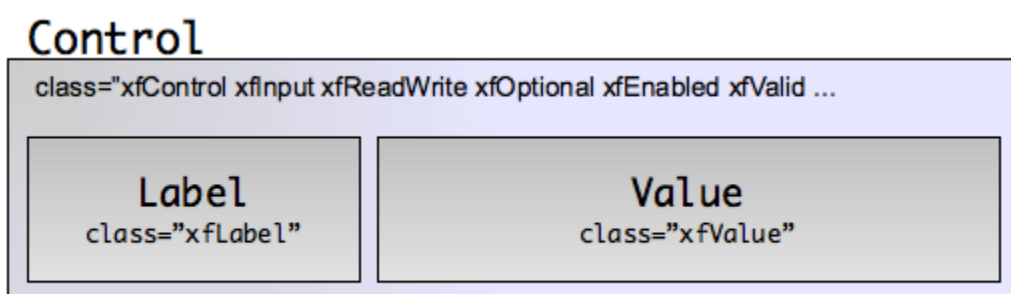 Control
class="xfControl xfInput xfReadWrite xfOptional xfEnabled xfValid ...
Label
class="xfLabel”
Value
class="xfValue”